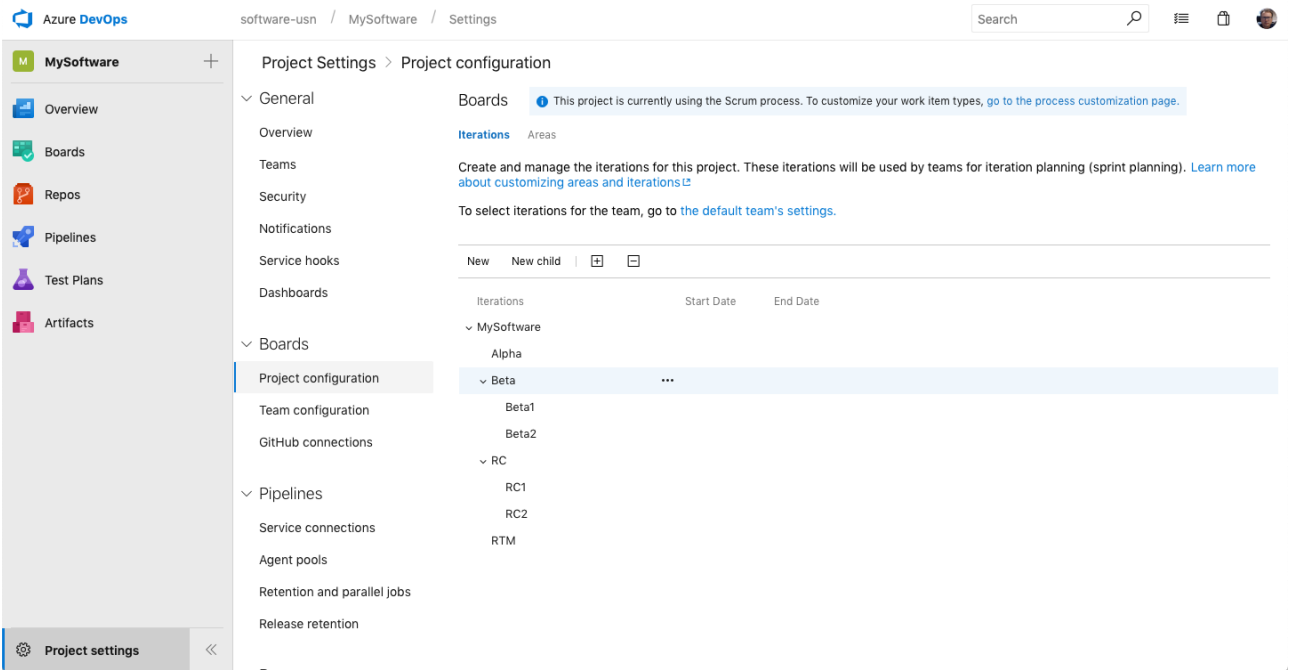 Azure DevOps
software-usn / MySoftware / Settings
Search
M MySoftware
Overview
Boards
Repos
Pipelines
Test Plans
Artifacts
Project settings
Project Settings > Project configuration
General
Overview
Teams
Security
Notifications
Service hooks
Dashboards
Boards
Project configuration
Team configuration
GitHub connections
Pipelines
Service connections
Agent pools
Retention and parallel jobs
Release retention
Boards
This project is currently using the Scrum process. To customize your work item types, go to the process customization page.
Iterations Areas
Create and manage the iterations for this project. These iterations will be used by teams for iteration planning (sprint planning). Learn more
about customizing areas and iterations
To select iterations for the team, go to the default team's settings.
New New child
Iterations Start Date End Date
MySoftware
Alpha
Beta ...
Beta1
Beta2
RC
RC1
RC2
RTM